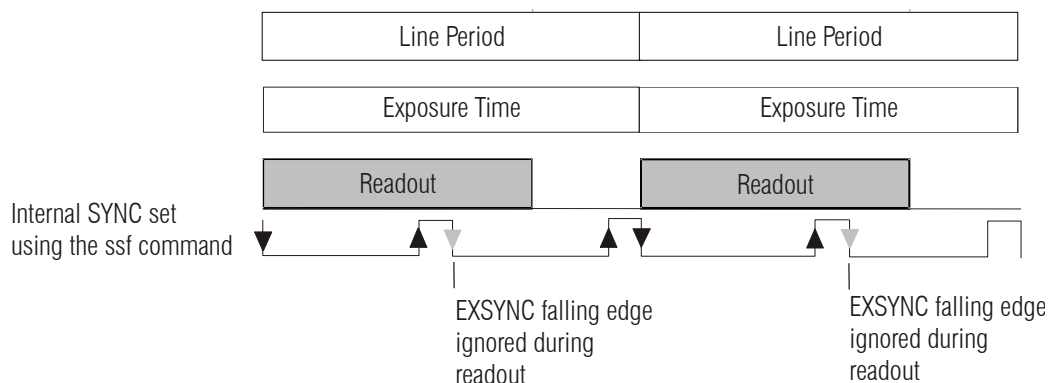 Line Period
Line Period
Exposure Time
Exposure Time
Readout
Readout
Internal SYNC set
using the ssf command
EXSYNC falling edge
ignored during
readout
EXSYNC falling edge
ignored during
readout